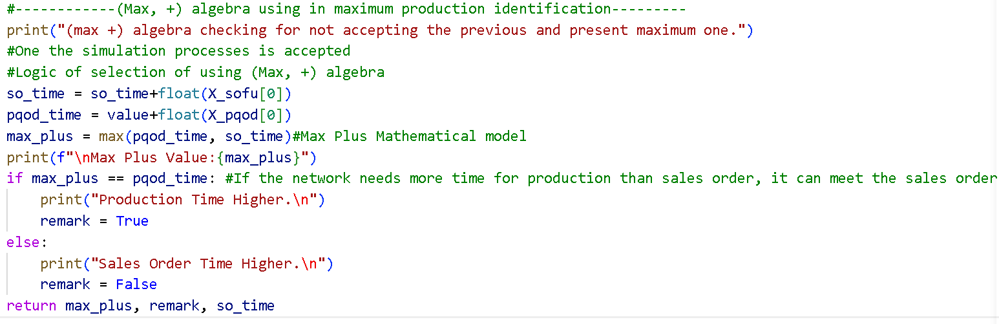 #------------(Max, +) algebra using in maximum production identification---------
print("(max +) algebra checking for not accepting the previous and present maximum one.")
#One the simulation processes is accepted
#Logic of selection of using (Max, +) algebra
so_time = so_time+float(X_sofu[0])
pqod_time = value+float(X_pqod[0])
max_plus = max(pqod_time, so_time)#Max Plus Mathematical model
print(f"\nMax Plus Value:{max_plus}")
if max_plus == pqod_time: #If the network needs more time for production than sales order, it can meet the sales order
    print("Production Time Higher.\n")
    remark = True
else:
    print("Sales Order Time Higher.\n")
    remark = False
return max_plus, remark, so_time